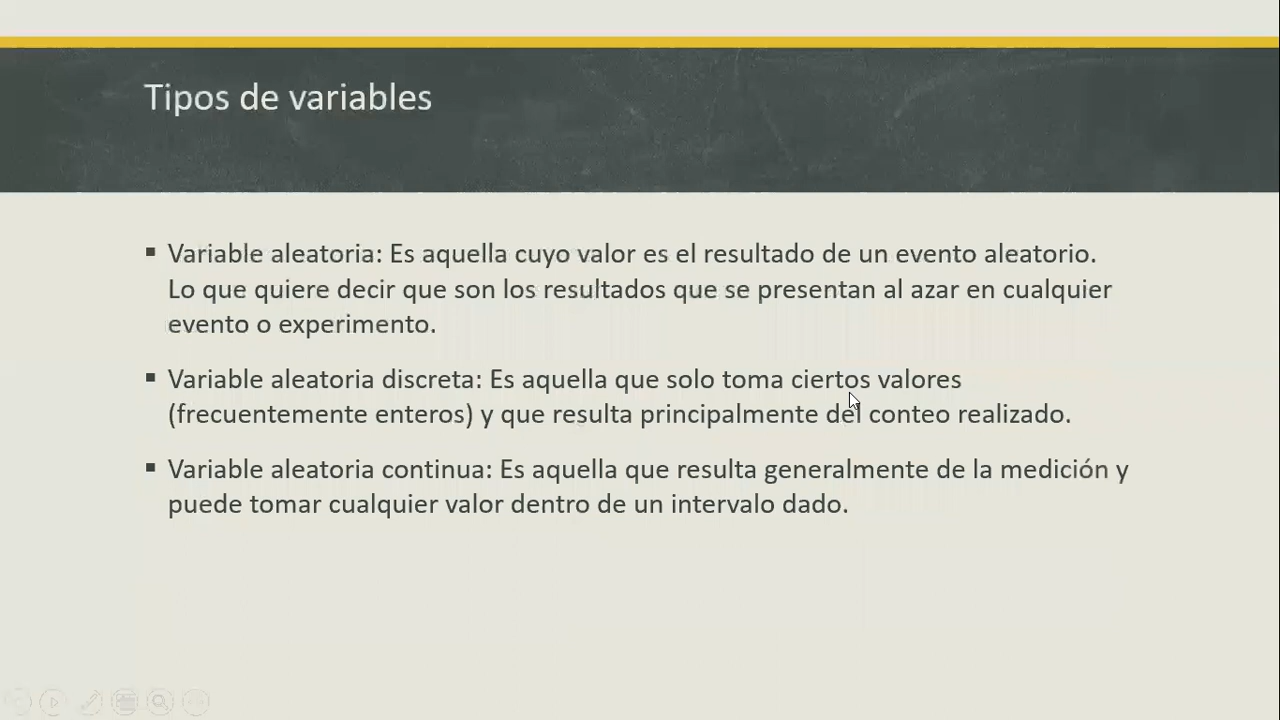 Tipos de variables
▪ Variable aleatoria: Es aquella cuyo valor es el resultado de un evento aleatorio.
Lo que quiere decir que son los resultados que se presentan al azar en cualquier
evento o experimento.
▪ Variable aleatoria discreta: Es aquella que solo toma ciertos valores
(frecuentemente enteros) y que resulta principalmente del conteo realizado.
▪ Variable aleatoria continua: Es aquella que resulta generalmente de la medición y
puede tomar cualquier valor dentro de un intervalo dado.